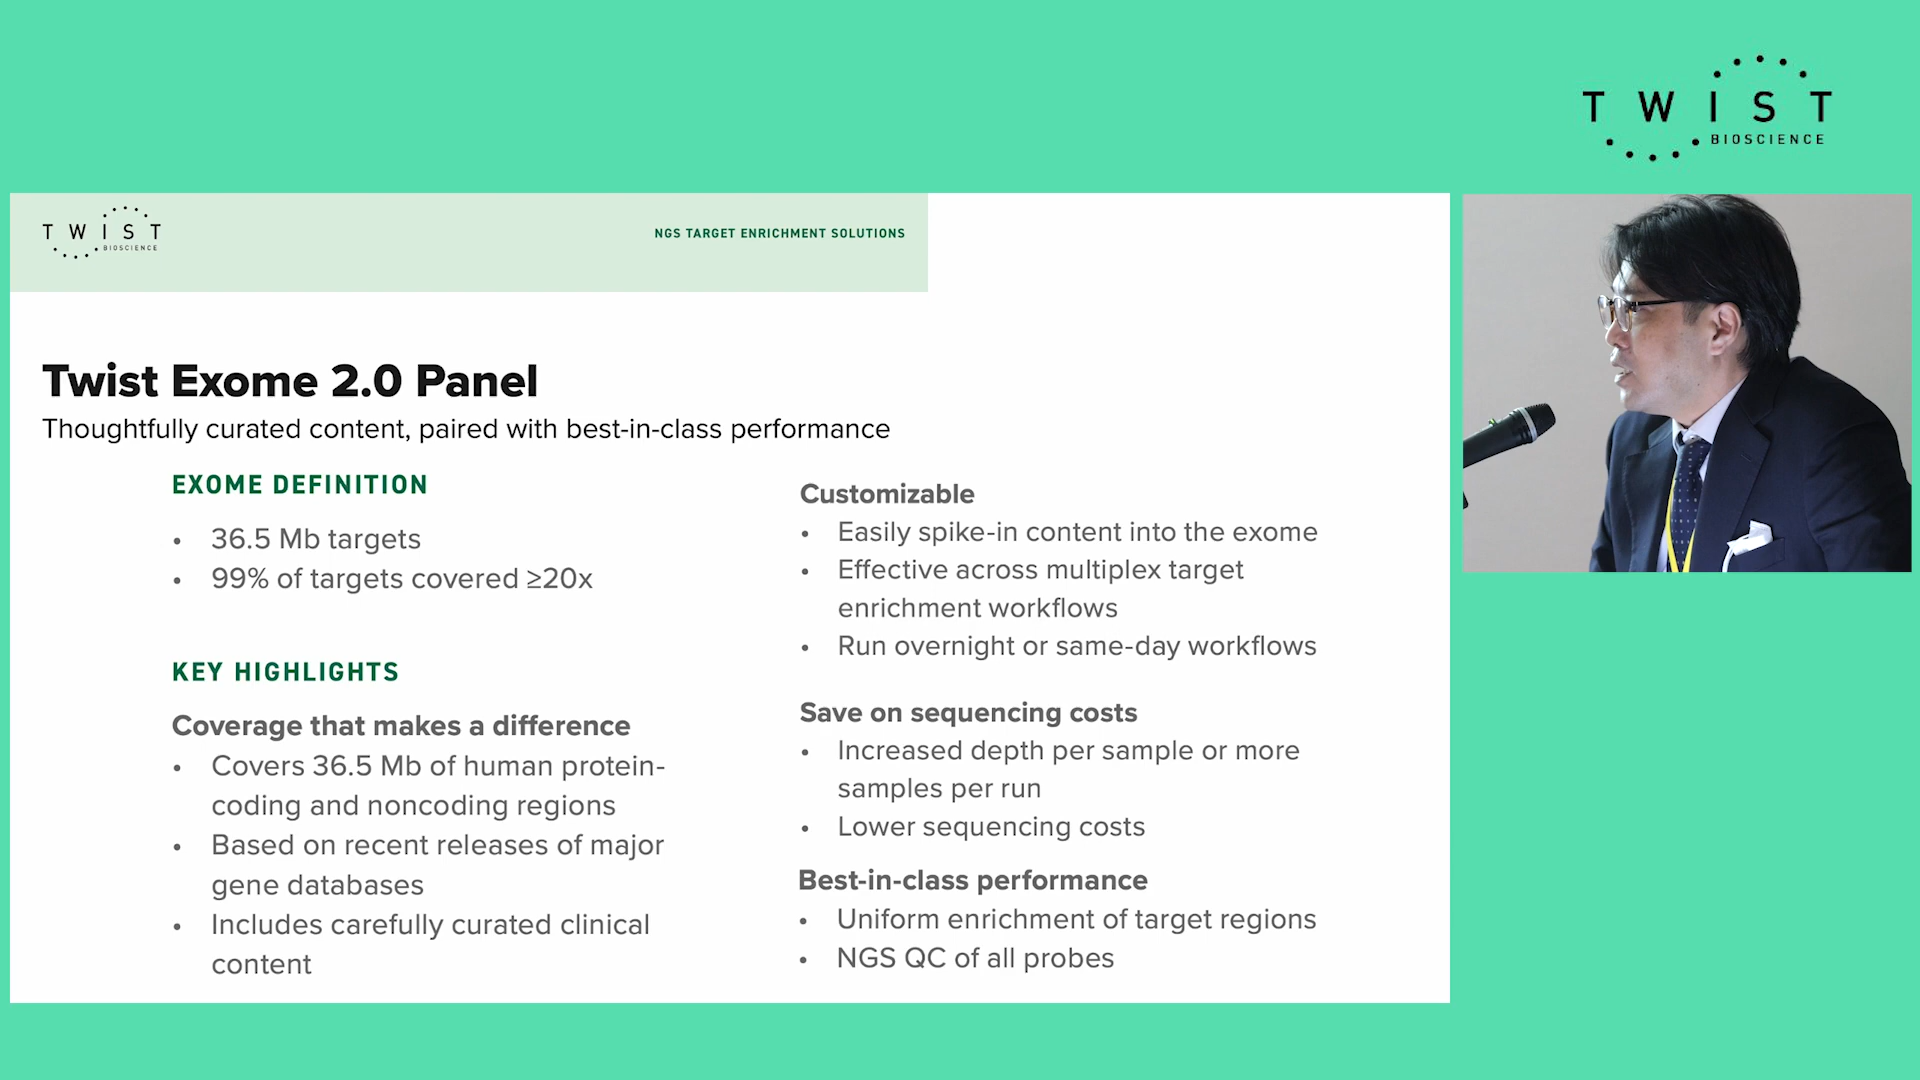 TWIST
BIOSCIENCE
TWIST
BIOSCIENCE
NGS TARGET ENRICHMENT SOLUTIONS
Twist Exome 2.0 Panel
Thoughtfully curated content, paired with best-in-class performance
EXOME DEFINITION
• 36.5 Mb targets
• 99% of targets covered ≥20x
KEY HIGHLIGHTS
Coverage that makes a difference
• Covers 36.5 Mb of human protein-
coding and noncoding regions
• Based on recent releases of major
gene databases
• Includes carefully curated clinical
content
Customizable
• Easily spike-in content into the exome
• Effective across multiplex target
enrichment workflows
• Run overnight or same-day workflows
Save on sequencing costs
• Increased depth per sample or more
samples per run
• Lower sequencing costs
Best-in-class performance
• Uniform enrichment of target regions
• NGS QC of all probes